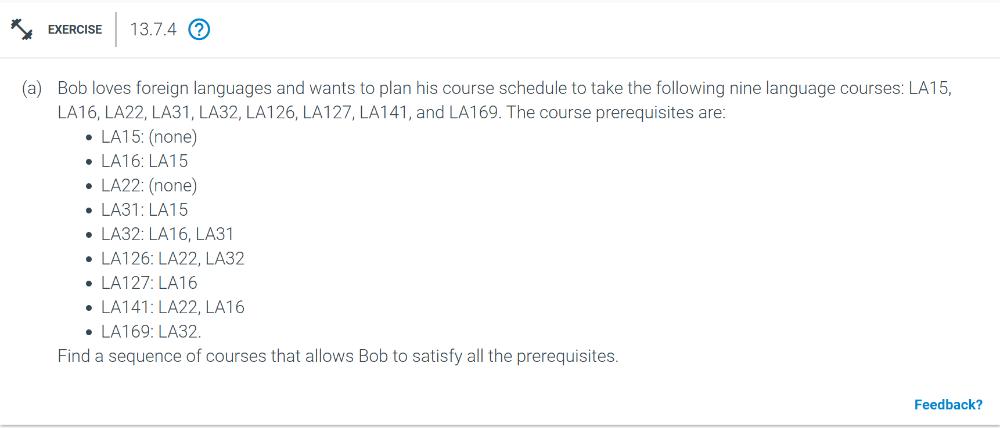 EXERCISE 13.7.4 ?
(a) Bob loves foreign languages and wants to plan his course schedule to take the following nine language courses: LA15,
LA16, LA22, LA31, LA32, LA126, LA127, LA141, and LA169. The course prerequisites are:
• LA15: (none)
• LA16: LA15
• LA22: (none)
• LA31: LA15
• LA32: LA16, LA31
• LA126: LA22, LA32
• LA127: LA16
• LA141: LA22, LA16
• LA169: LA32.
Find a sequence of courses that allows Bob to satisfy all the prerequisites.
Feedback?